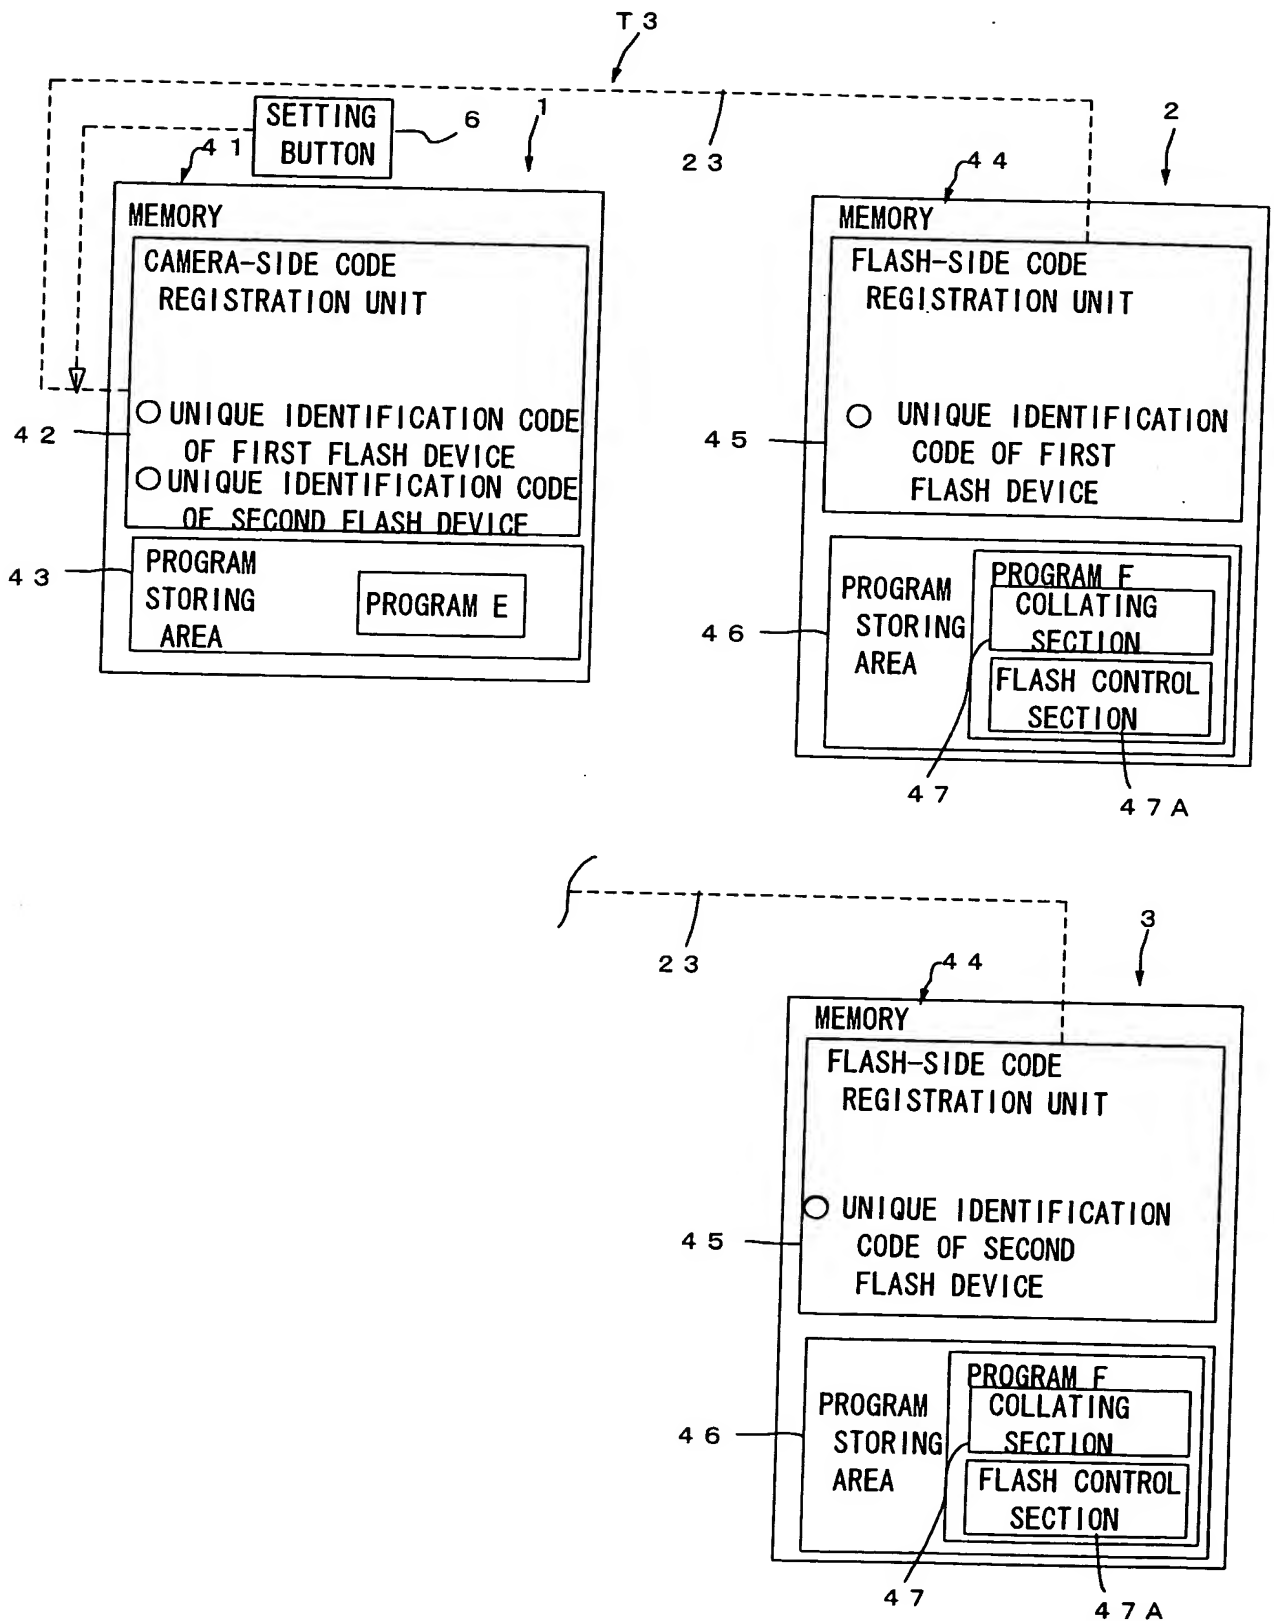 T3
SETTING
BUTTON
6
1
23
2
41
44
MEMORY
CAMERA-SIDE CODE
REGISTRATION UNIT
42
○ UNIQUE IDENTIFICATION CODE
OF FIRST FLASH DEVICE
○ UNIQUE IDENTIFICATION CODE
OF SECOND FLASH DEVICE
43
PROGRAM
STORING
AREA
PROGRAM E
MEMORY
FLASH-SIDE CODE
REGISTRATION UNIT
45
○ UNIQUE IDENTIFICATION
CODE OF FIRST
FLASH DEVICE
46
PROGRAM
STORING
AREA
PROGRAM F
COLLATING
SECTION
FLASH CONTROL
SECTION
47
47A
23
3
44
MEMORY
FLASH-SIDE CODE
REGISTRATION UNIT
45
○ UNIQUE IDENTIFICATION
CODE OF SECOND
FLASH DEVICE
46
PROGRAM
STORING
AREA
PROGRAM F
COLLATING
SECTION
FLASH CONTROL
SECTION
47
47A